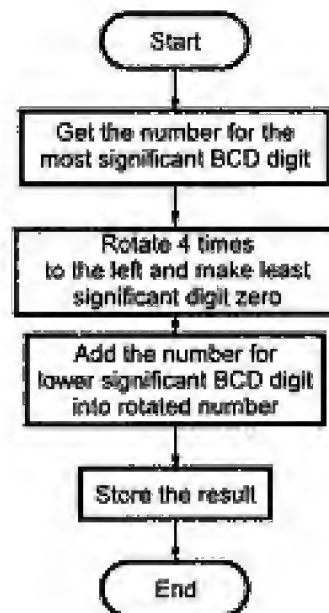 Start
Get the number for the
most significant BCD digit
Rotate 4 times
to the left and make least
significant digit zero
Add the number for
lower significant BCD digit
into rotated number
Store the result
End